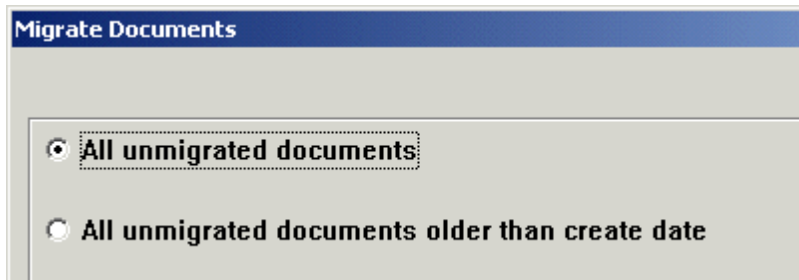 Migrate Documents
All unmigrated documents
All unmigrated documents older than create date